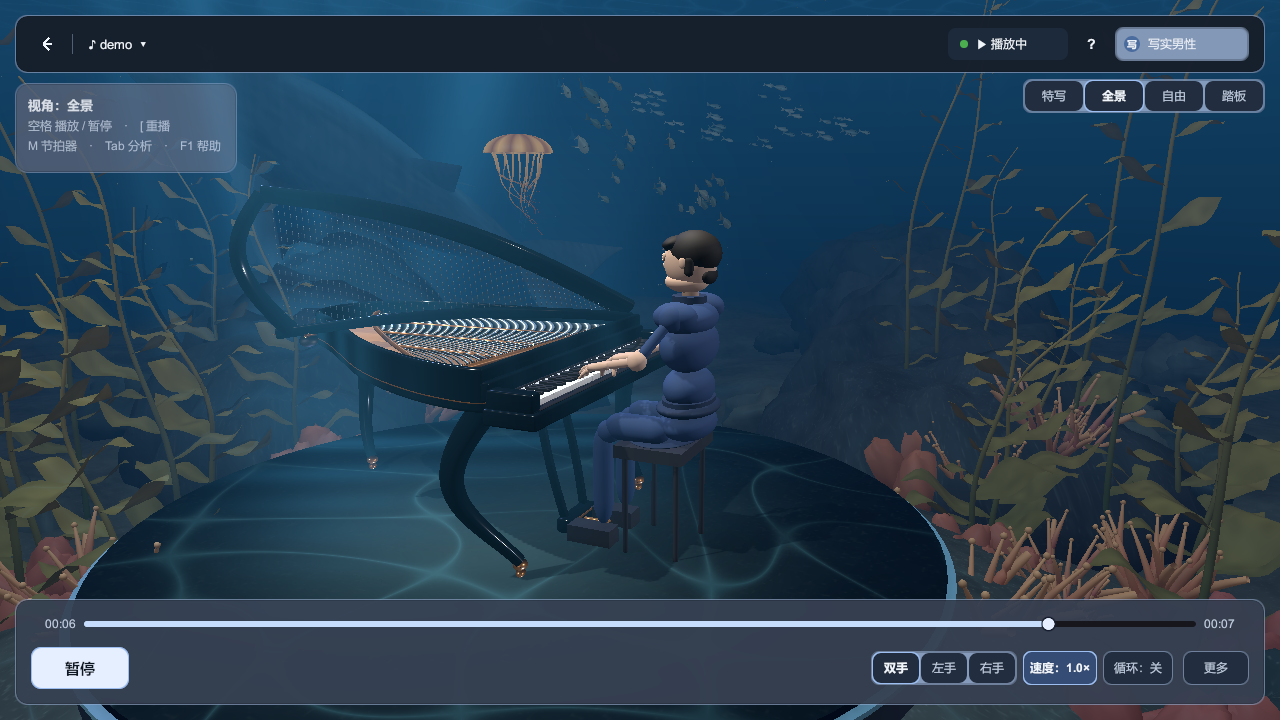 ♪ demo ▼
▶ 播放中
?
写 写实男性
视角：全景
空格 播放 / 暂停 · [ 重播
M 节拍器 · Tab 分析 · F1 帮助
特写 全景 自由 踏板
00:06 00:07
暂停
双手 左手 右手 速度：1.0× 循环：关 更多